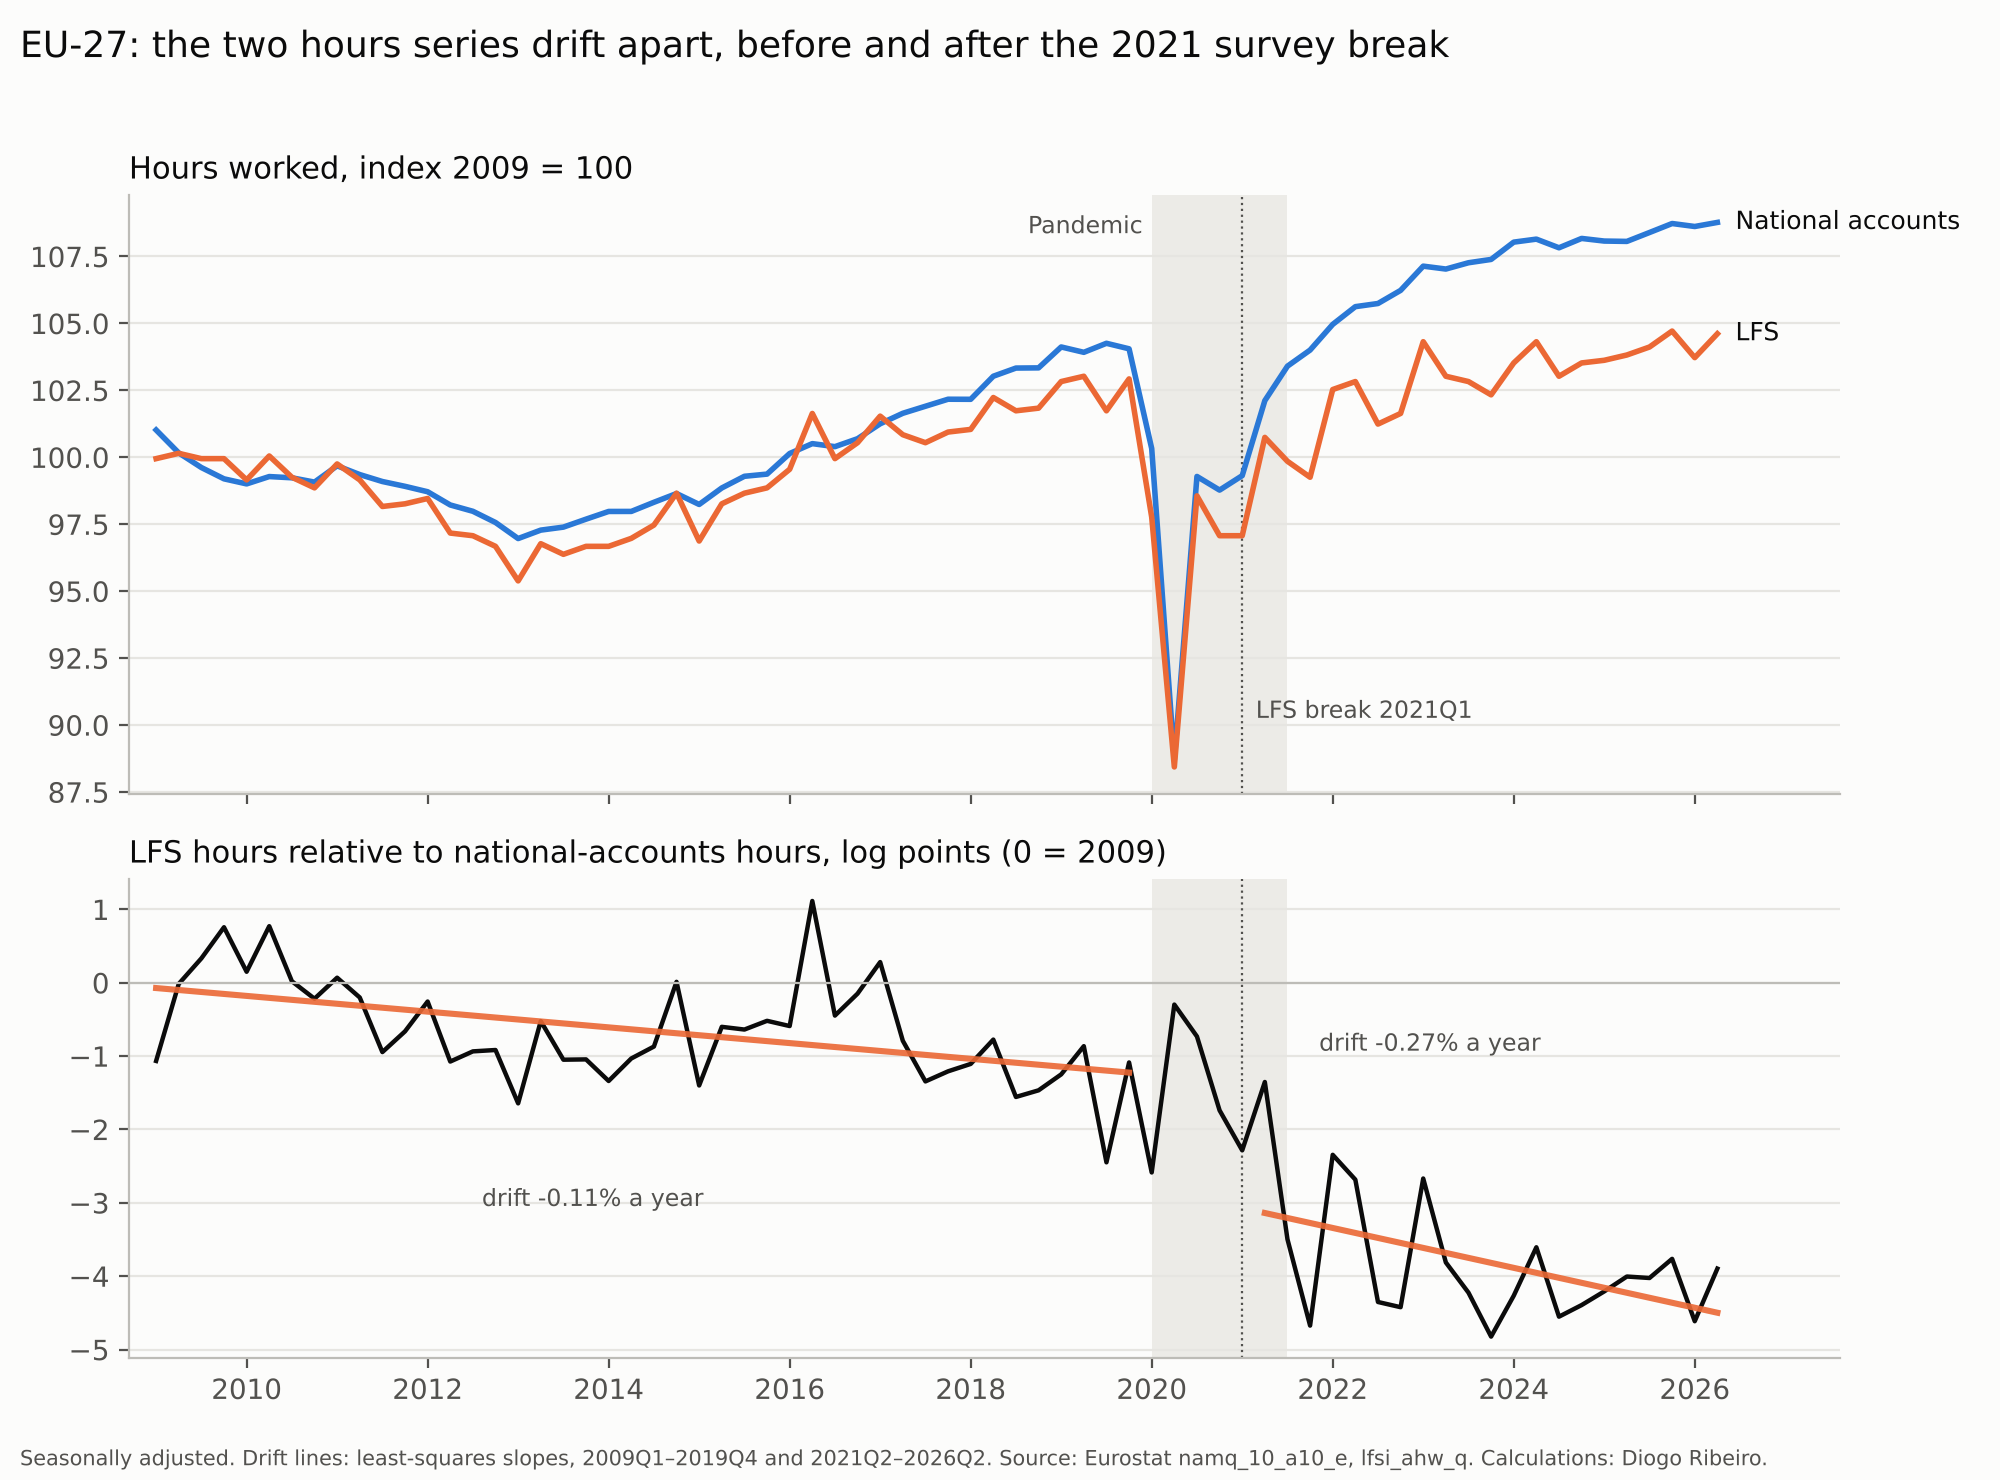 EU-27: the two hours series drift apart, before and after the 2021 survey break
Hours worked, index 2009 = 100
Pandemic
National accounts
LFS
LFS break 2021Q1
107.5
105.0
102.5
100.0
97.5
95.0
92.5
90.0
87.5
LFS hours relative to national-accounts hours, log points (0 = 2009)
1
0
−1
−2
−3
−4
−5
drift -0.27% a year
drift -0.11% a year
2010 2012 2014 2016 2018 2020 2022 2024 2026
Seasonally adjusted. Drift lines: least-squares slopes, 2009Q1–2019Q4 and 2021Q2–2026Q2. Source: Eurostat namq_10_a10_e, lfsi_ahw_q. Calculations: Diogo Ribeiro.